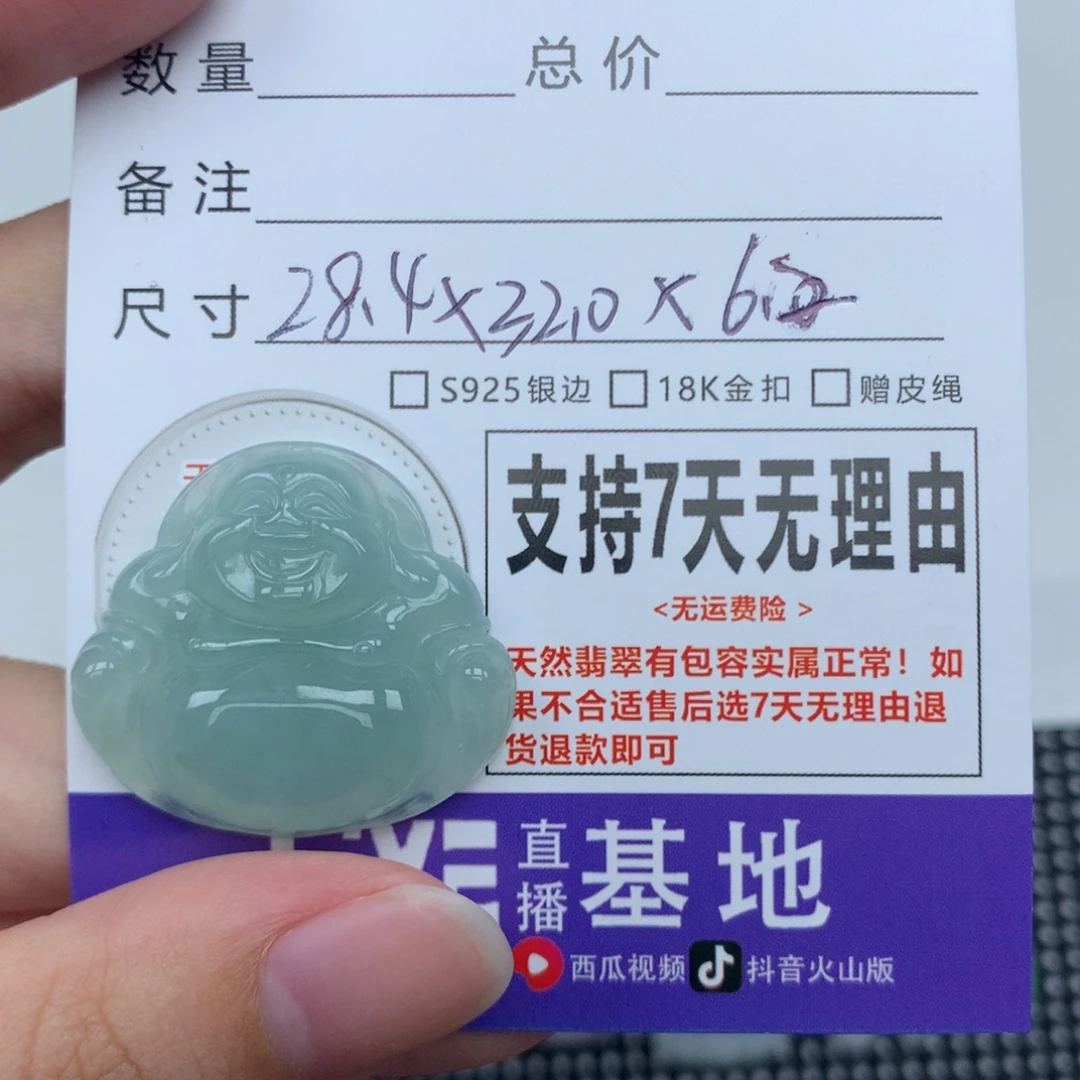 数量 总价
备注
尺寸 28.4x32.0x6.
S925银边 18K金扣 赠皮绳
支持7天无理由
<无运费险 >
天然翡翠有包容实属正常！如
果不合适售后选7天无理由退
货退款即可
直播基地
西瓜视频 抖音火山版